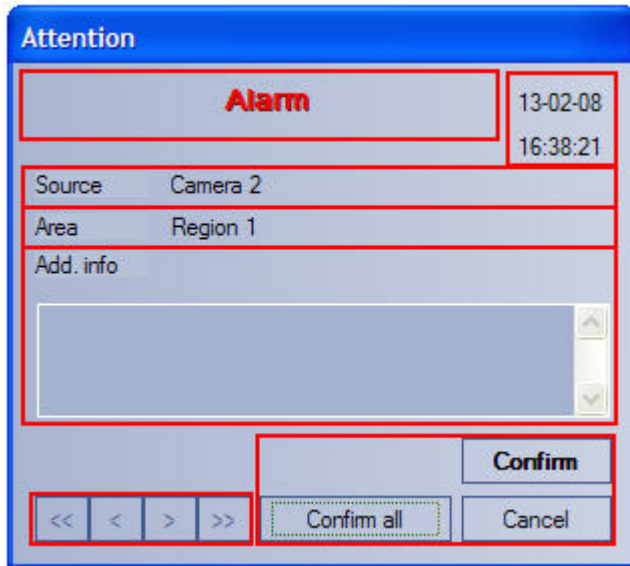 Attention
Alarm
13-02-08
16:38:21
Source Camera 2
Area Region 1
Add. info
Confirm
<< < > >> Confirm all Cancel